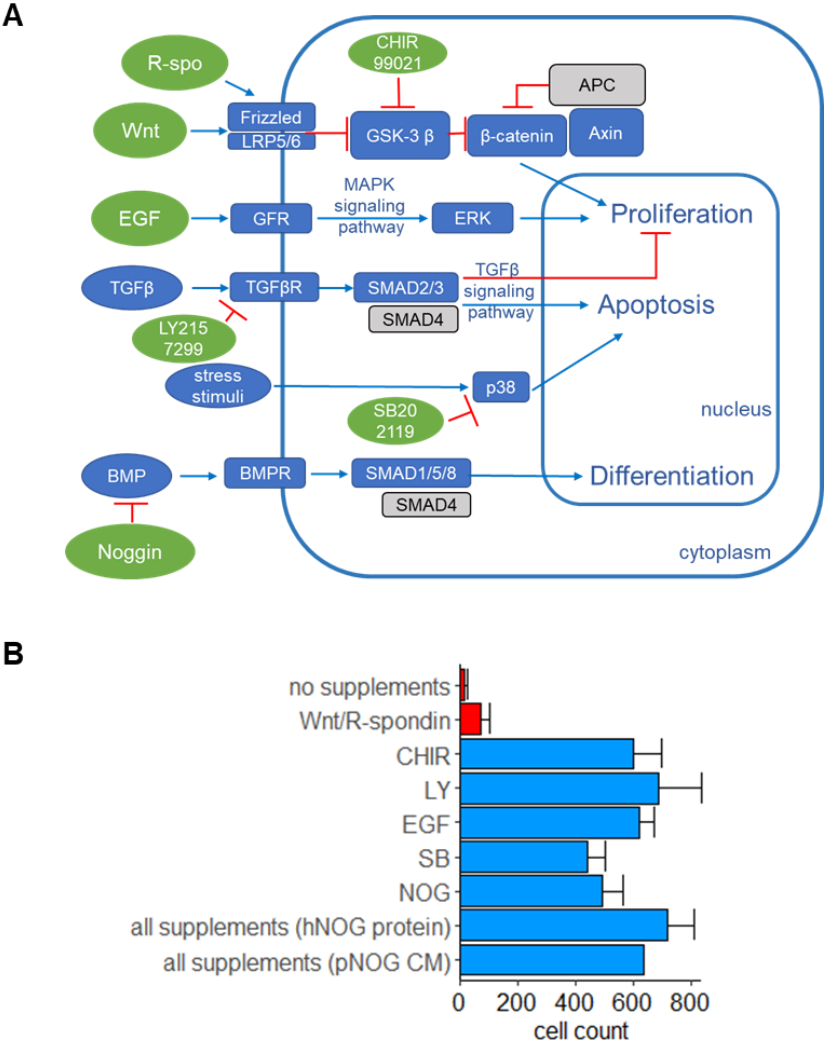 A
R-spo
CHIR
99021
APC
Wnt
Frizzled
LRP5/6
GSK-3 β
β-catenin
Axin
EGF
GFR
MAPK
signaling
pathway
ERK
Proliferation
TGFβ
TGFβR
SMAD2/3
SMAD4
TGFβ
signaling
pathway
Apoptosis
LY215
7299
stress
stimuli
p38
SB20
2119
nucleus
BMP
BMPR
SMAD1/5/8
SMAD4
Differentiation
Noggin
cytoplasm
B
no supplements
Wnt/R-spondin
CHIR
LY
EGF
SB
NOG
all supplements (hNOG protein)
all supplements (pNOG CM)
0 200 400 600 800
cell count